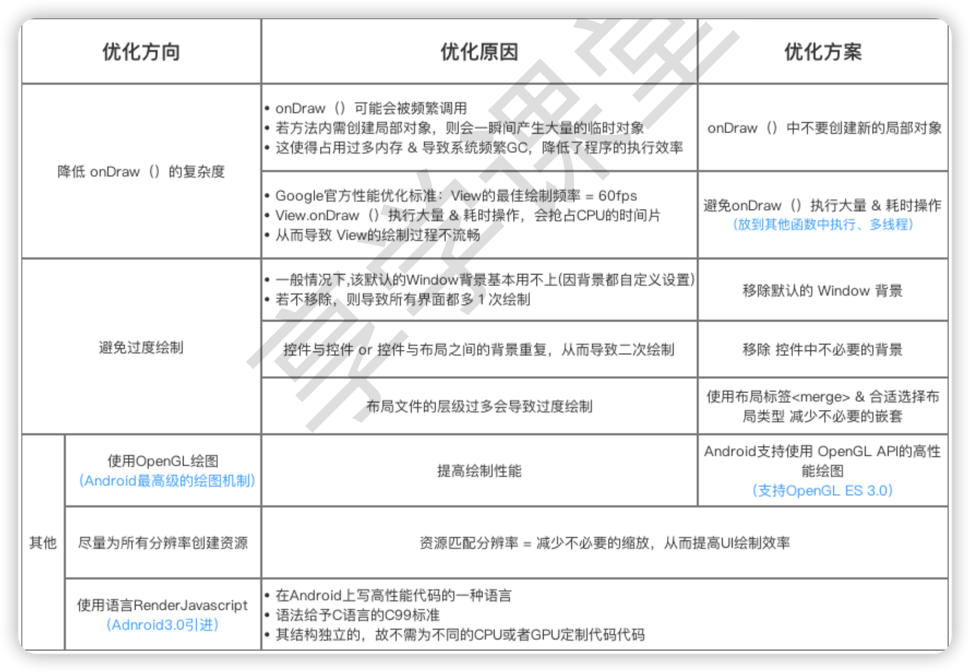 优化方向
优化原因
优化方案
降低 onDraw（）的复杂度
• onDraw（）可能会被频繁调用
• 若方法内需创建局部对象，则会一瞬间产生大量的临时对象
• 这使得占用过多内存 & 导致系统频繁GC，降低了程序的执行效率
onDraw（）中不要创建新的局部对象
• Google官方性能优化标准：View的最佳绘制频率 = 60fps
• View.onDraw（）执行大量 & 耗时操作，会抢占CPU的时间片
• 从而导致 View的绘制过程不流畅
避免onDraw（）执行大量 & 耗时操作
（放到其他函数中执行、多线程）
避免过度绘制
• 一般情况下,该默认的Window背景基本用不上(因背景都自定义设置)
• 若不移除，则导致所有界面都多 1 次绘制
移除默认的 Window 背景
控件与控件 or 控件与布局之间的背景重复，从而导致二次绘制
移除 控件中不必要的背景
布局文件的层级过多会导致过度绘制
使用布局标签<merge> & 合适选择布
局类型 减少不必要的嵌套
其他
使用OpenGL绘图
（Android最高级的绘图机制）
提高绘制性能
Android支持使用 OpenGL API的高性
能绘图
（支持OpenGL ES 3.0）
尽量为所有分辨率创建资源
资源匹配分辨率 = 减少不必要的缩放，从而提高UI绘制效率
使用语言RenderJavascript
（Adnroid3.0引进）
• 在Android上写高性能代码的一种语言
• 语法给予C语言的C99标准
• 其结构独立的，故不需为不同的CPU或者GPU定制代码代码
享学课堂